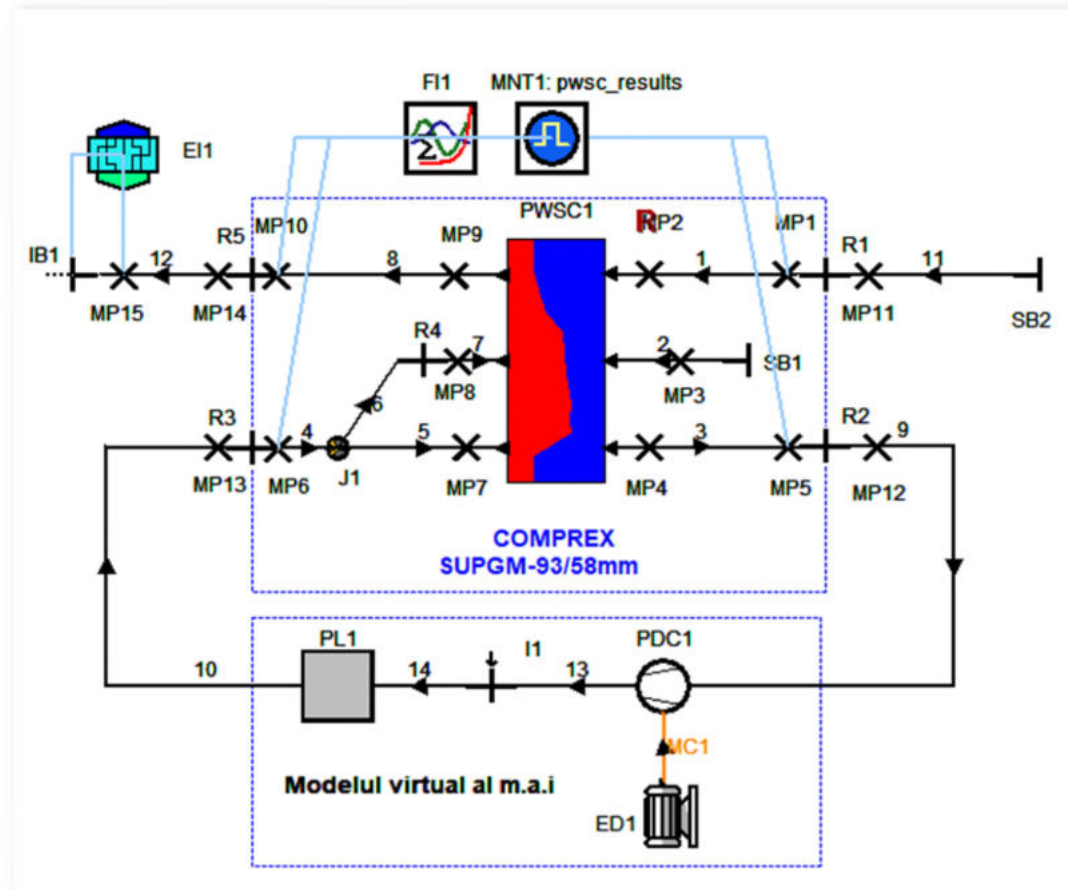 FI1 MNT1: pwsc_results
EI1
PWSC1
MP10 MP9 MP2 MP1
R
IB1 12 R5 8 1 R1 11
MP15 MP14 MP11 SB2
R4 7 2 SB1
MP8 MP3
6
R3 4 5 3 R2 9
MP13 MP6 J1 MP7 MP4 MP5 MP12
COMPREX
SUPGM-93/58mm
PL1 I1 PDC1
10 14 13
MC1
Modelul virtual al m.a.i
ED1